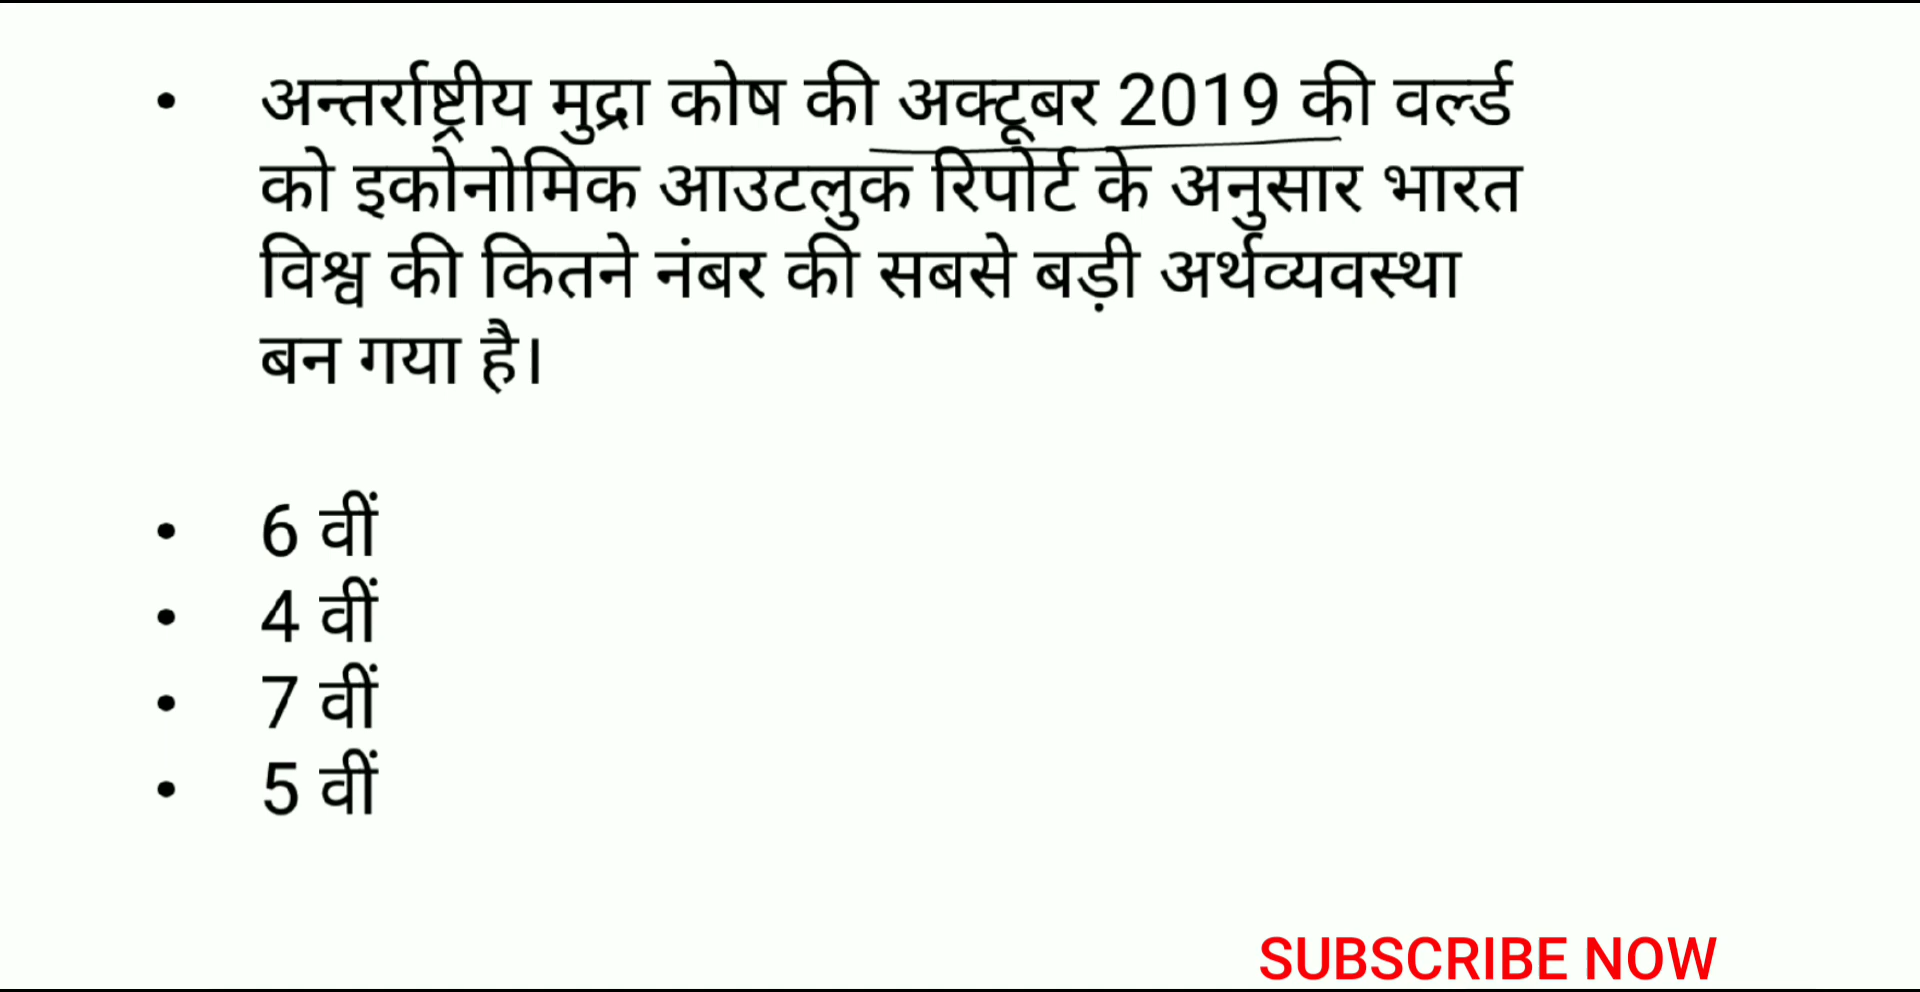 • अन्तर्राष्ट्रीय मुद्रा कोष की अक्टूबर 2019 की वर्ल्ड
को इकोनोमिक आउटलुक रिपोर्ट के अनुसार भारत
विश्व की कितने नंबर की सबसे बड़ी अर्थव्यवस्था
बन गया है।
• 6 वीं
• 4 वीं
• 7 वीं
• 5 वीं
SUBSCRIBE NOW